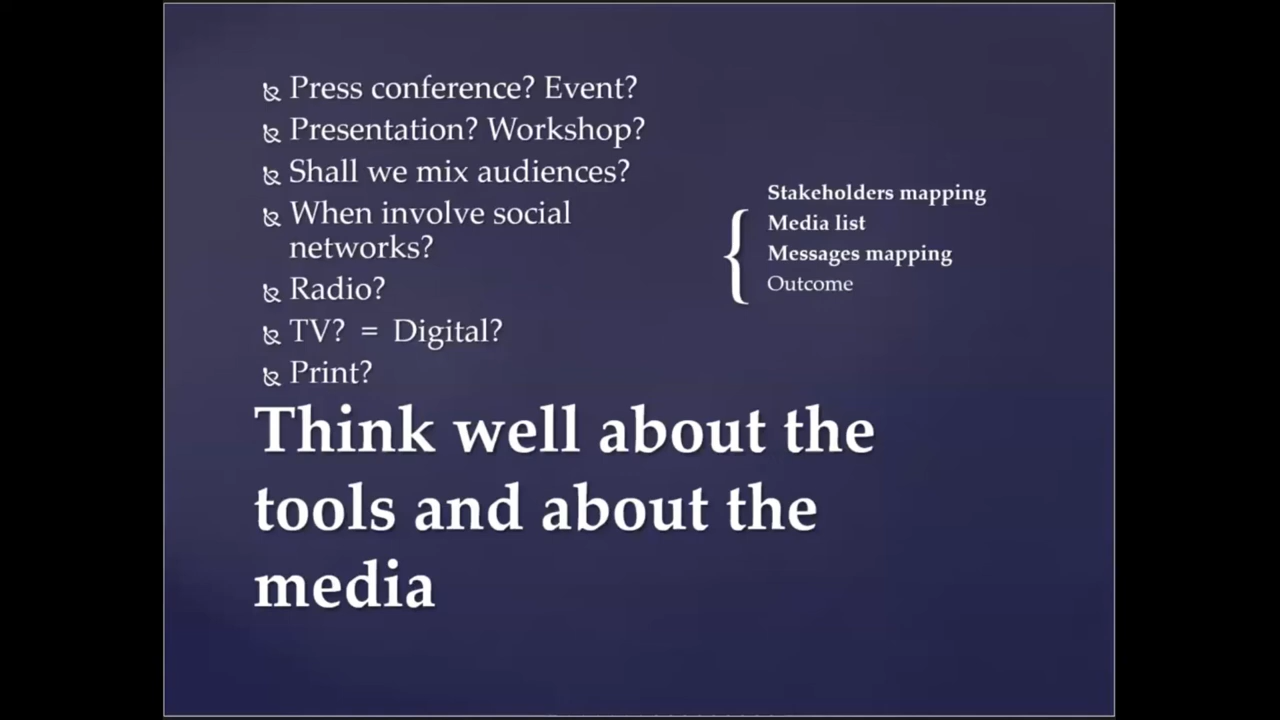 Press conference? Event?
Presentation? Workshop?
Shall we mix audiences?
When involve social
networks?
Radio?
TV? = Digital?
Print?
Stakeholders mapping
Media list
Messages mapping
Outcome
Think well about the
tools and about the
media